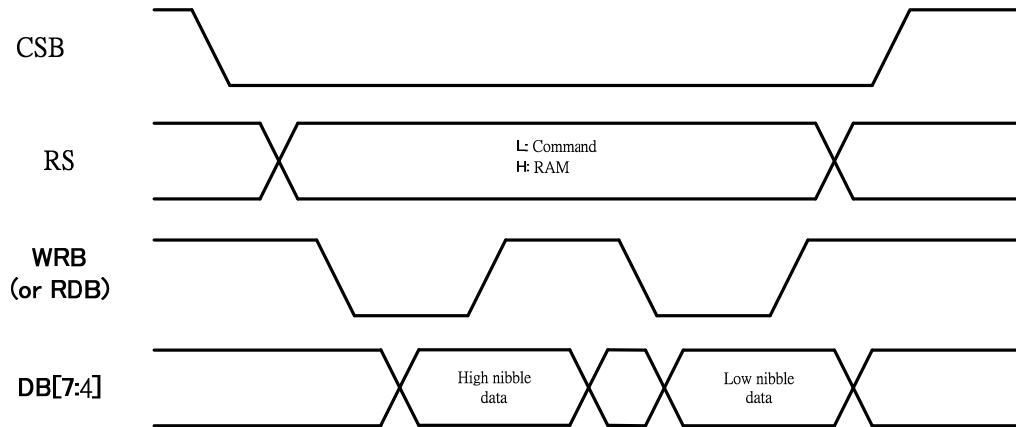 CSB
RS
L: Command
H: RAM
WRB
(or RDB)
DB[7:4]
High nibble
data
Low nibble
data